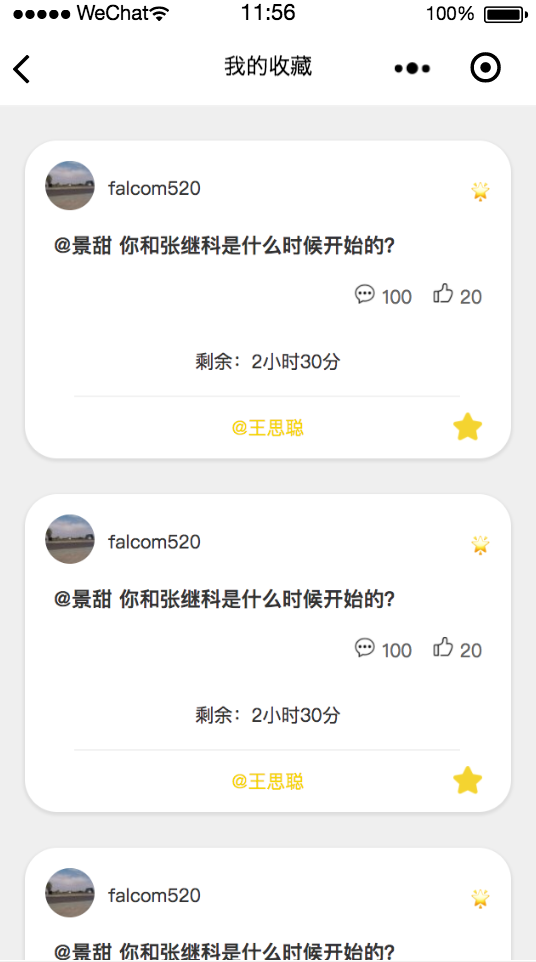 WeChat 11:56 100%
我的收藏
falcom520
@景甜 你和张继科是什么时候开始的？
100 20
剩余：2小时30分
@王思聪
falcom520
@景甜 你和张继科是什么时候开始的？
100 20
剩余：2小时30分
@王思聪
falcom520
@景甜 你和张继科是什么时候开始的？